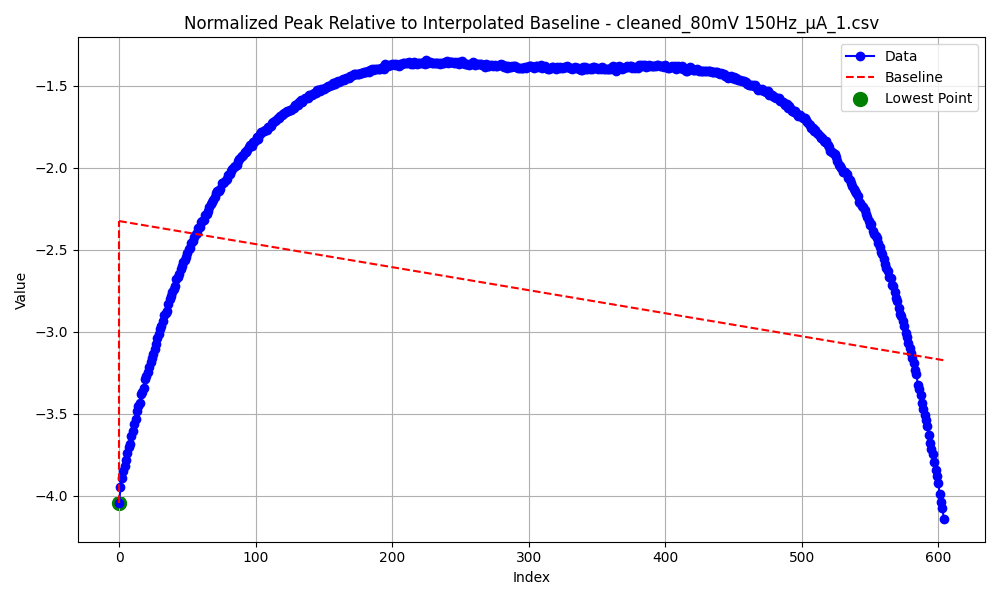 Normalized Peak Relative to Interpolated Baseline - cleaned_80mV 150Hz_µA_1.csv
Data
Baseline
Lowest Point
Value
−1.5
−2.0
−2.5
−3.0
−3.5
−4.0
0 100 200 300 400 500 600
Index